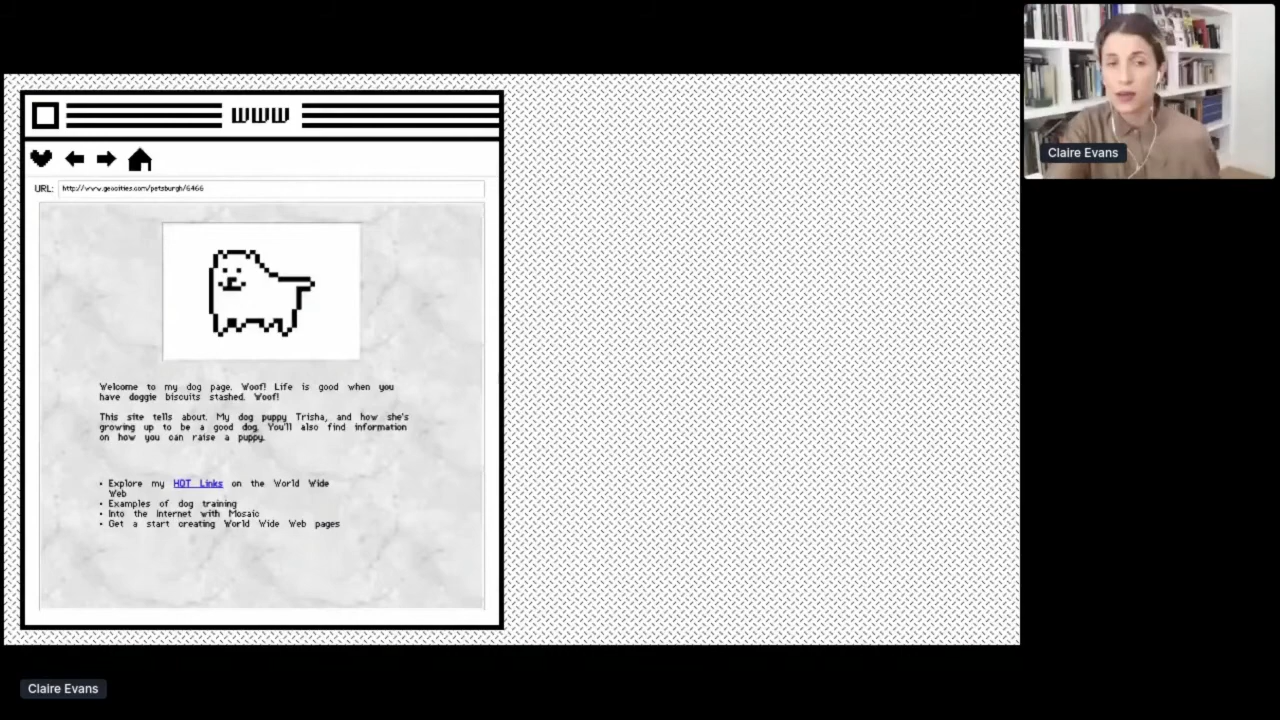 Claire Evans
WWW
URL: http://www.geocities.com/petsburgh/6466
Welcome to my dog page. Woof! Life is good when you
have doggie biscuits stashed. Woof!
This site tells about. My dog puppy Trisha, and how she's
growing up to be a good dog. You'll also find information
on how you can raise a puppy.
• Explore my HOT Links on the World Wide
Web
• Examples of dog training
• Into the Internet with Mosaic
• Get a start creating World Wide Web pages
Claire Evans